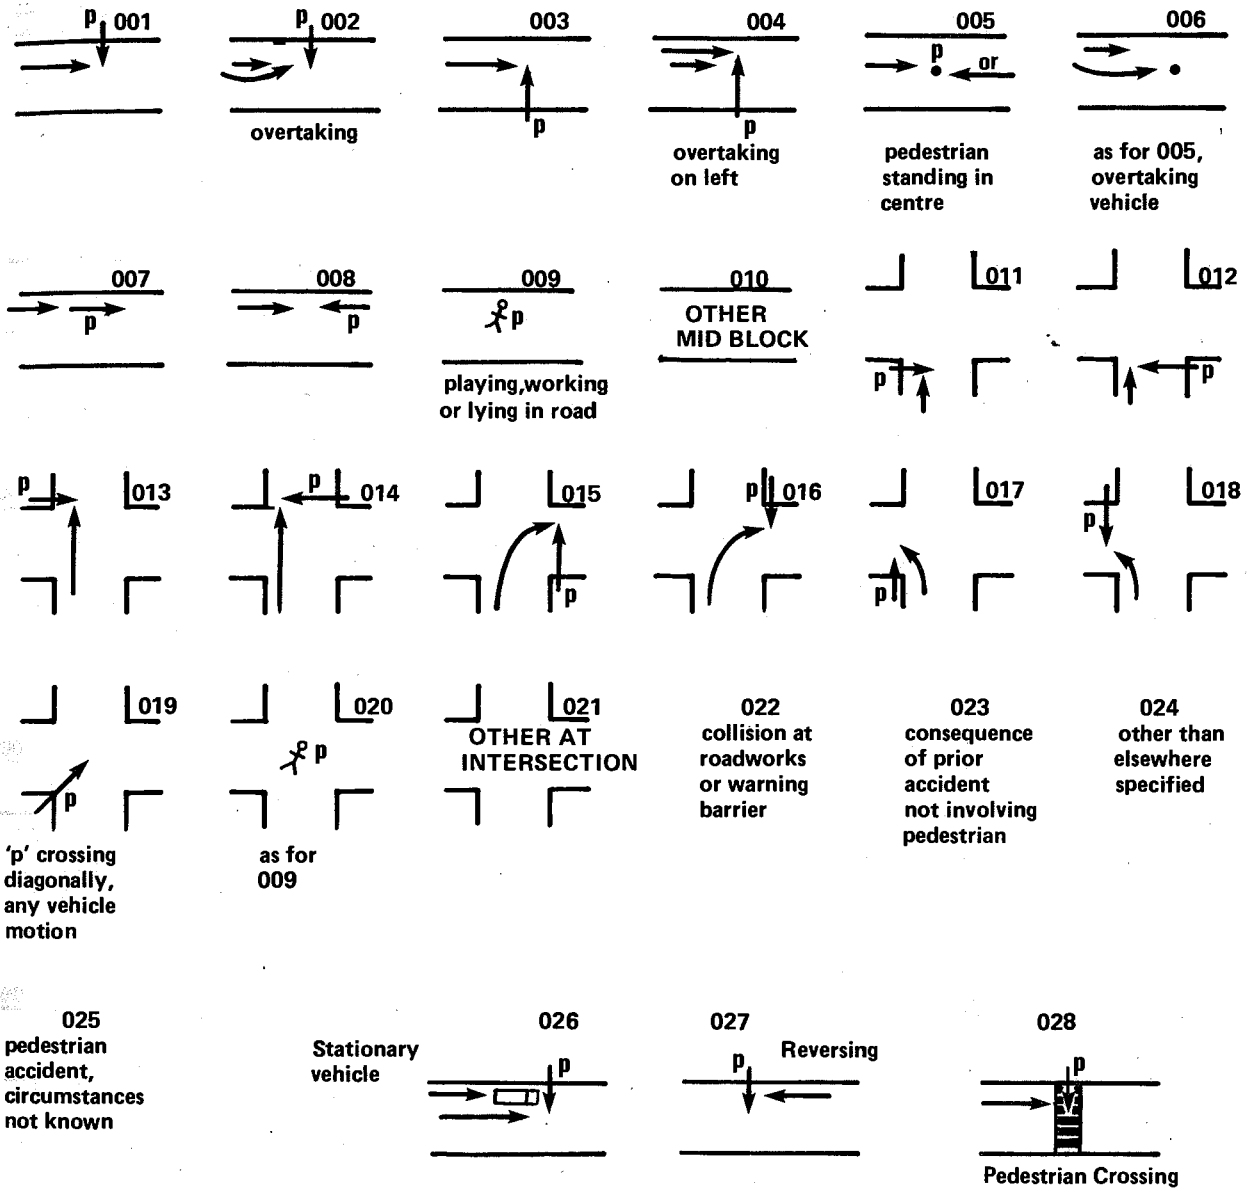 p 001
p 002
overtaking
003
p
004
p
overtaking
on left
005
p
or
pedestrian
standing in
centre
006
as for 005,
overtaking
vehicle
007
p
008
p
009
p
playing,working
or lying in road
010
OTHER
MID BLOCK
011
p
012
p
p 013
p 014
015
p
p 016
017
p
018
p
019
p
'p' crossing
diagonally,
any vehicle
motion
020
p
as for
009
021
OTHER AT
INTERSECTION
022
collision at
roadworks
or warning
barrier
023
consequence
of prior
accident
not involving
pedestrian
024
other than
elsewhere
specified
025
pedestrian
accident,
circumstances
not known
026
Stationary
vehicle
p
027
p Reversing
028
p
Pedestrian Crossing